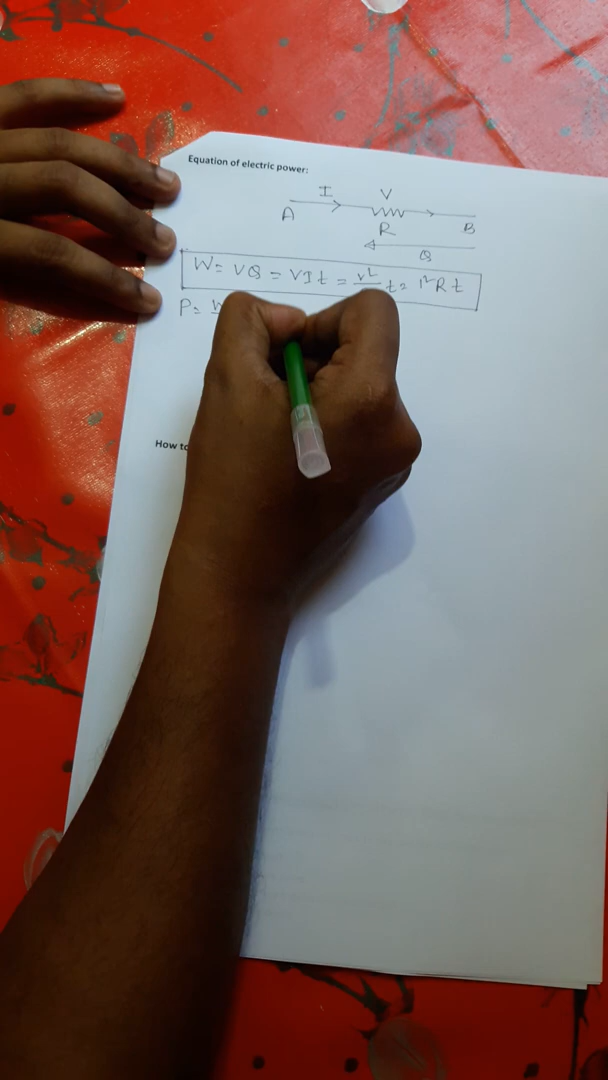 Equation of electric power:
I V
A R B
Q
W = VQ = VIt = V²/R t = I²Rt
P = W
How to